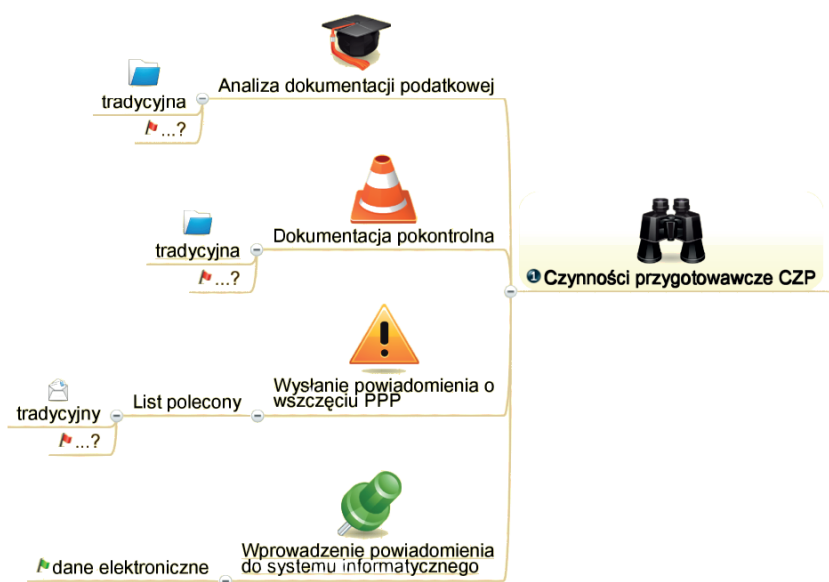 Analiza dokumentacji podatkowej
tradycyjna
...?
Dokumentacja pokontrolna
tradycyjna
...?
1 Czynności przygotowawcze CZP
Wysłanie powiadomienia o
wszczęciu PPP
List polecony
tradycyjny
...?
Wprowadzenie powiadomienia
do systemu informatycznego
dane elektroniczne